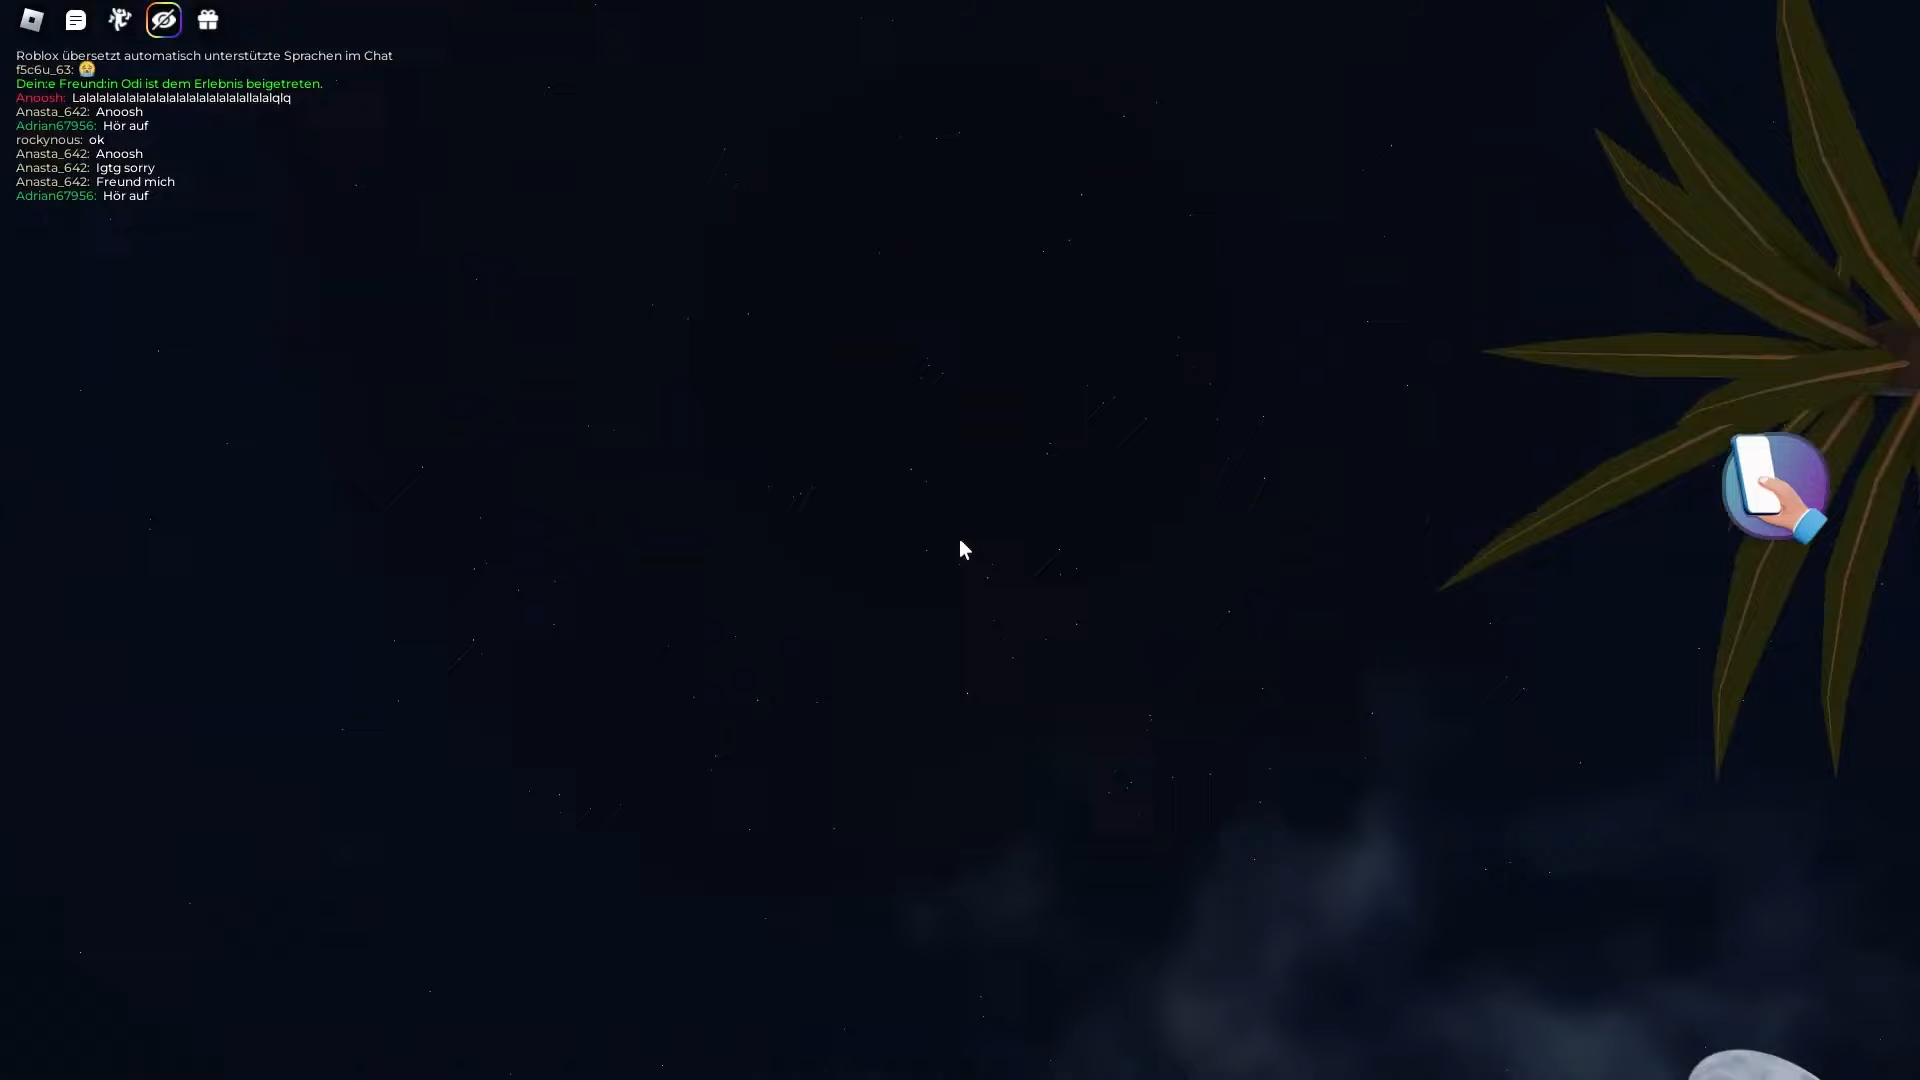 Roblox übersetzt automatisch unterstützte Sprachen im Chat
f5c6u_63: 😭
Dein:e Freund:in Odi ist dem Erlebnis beigetreten.
Anoosh: Lalalalalalalalalalalalalalalalalallalalqlq
Anasta_642: Anoosh
Adrian67956: Hör auf
rockynous: ok
Anasta_642: Anoosh
Anasta_642: Igtg sorry
Anasta_642: Freund mich
Adrian67956: Hör auf